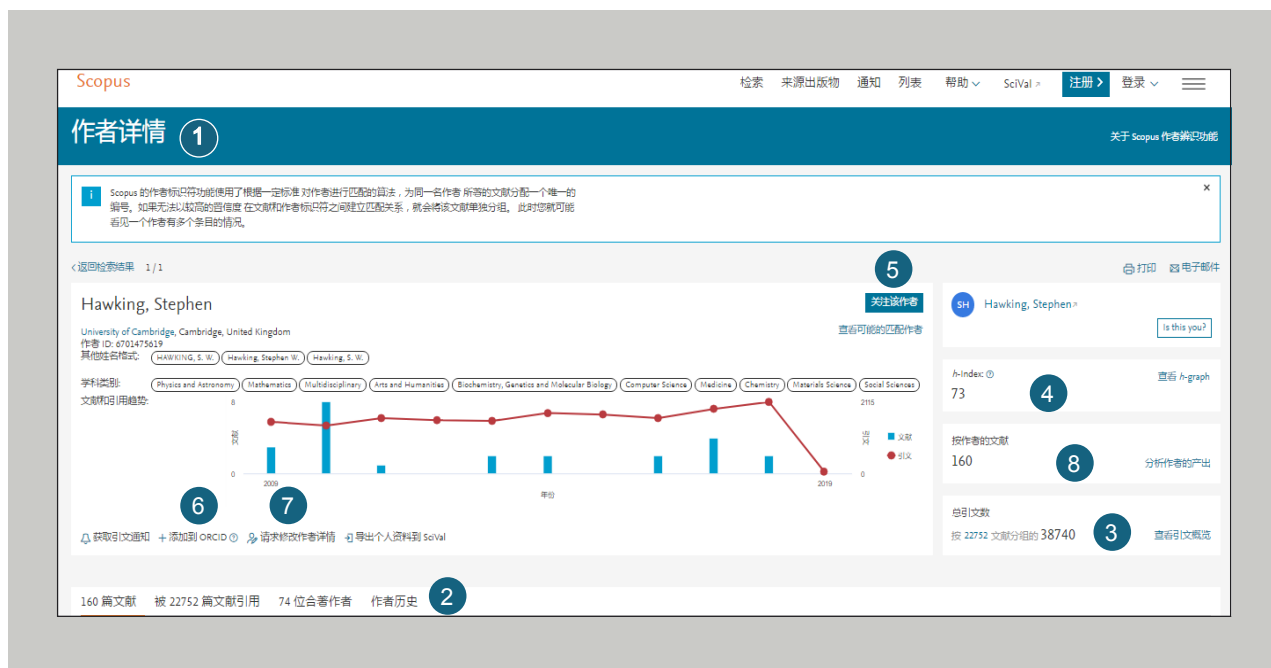 Scopus
检索 来源出版物 通知 列表 帮助 SciVal 注册 登录
作者详情 1
关于 Scopus 作者辨识功能
i Scopus 的作者标识符功能使用了根据一定标准 对作者进行匹配的算法，为同一名作者 所著的文献分配一个唯一的
编号。如果无法以较高的置信度 在文献和作者标识符之间建立匹配关系，就会将该文献单独分组。 此时您就可能
看见一个作者有多个条目的情况。
×
‹返回检索结果 1/1
打印 电子邮件
5
Hawking, Stephen
关注该作者
查看可能的匹配作者
University of Cambridge, Cambridge, United Kingdom
作者 ID: 6701475619
其他姓名格式: HAWKING, S. W. Hawking, Stephen W. Hawking, S. W.
学科类别: Physics and Astronomy Mathematics Multidisciplinary Arts and Humanities Biochemistry, Genetics and Molecular Biology Computer Science Medicine Chemistry Materials Science Social Sciences
文献和引用趋势:
8
2115
文献
引文
文献
引文
0
0
2009
2019
年份
6
7
获取引文通知 + 添加到 ORCID 请求修改作者详情 导出个人资料到 SciVal
SH Hawking, Stephen
Is this you?
h-index:
查看 h-graph
73
4
按作者的文献
160
8
分析作者的产出
总引文数
按 22752 文献分组的 38740
3
查看引文概览
160 篇文献 被 22752 篇文献引用 74 位合著作者 作者历史 2